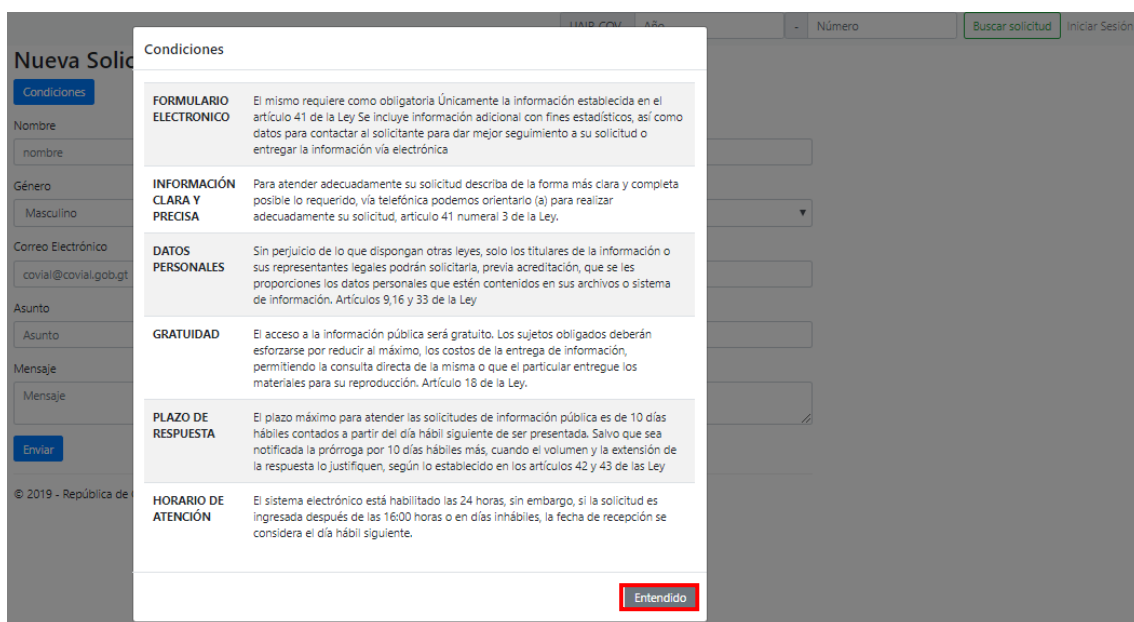 UAIP-COV Año - Número Buscar solicitud Iniciar Sesión
Nueva Solic
Condiciones
Nombre
nombre
Género
Masculino
Correo Electrónico
covial@covial.gob.gt
Asunto
Asunto
Mensaje
Mensaje
Enviar
© 2019 - República de
Condiciones
FORMULARIO
ELECTRONICO
El mismo requiere como obligatoria Únicamente la información establecida en el
artículo 41 de la Ley Se incluye información adicional con fines estadísticos, así como
datos para contactar al solicitante para dar mejor seguimiento a su solicitud o
entregar la información vía electrónica
INFORMACIÓN
CLARA Y
PRECISA
Para atender adecuadamente su solicitud describa de la forma más clara y completa
posible lo requerido, vía telefónica podemos orientarlo (a) para realizar
adecuadamente su solicitud, articulo 41 numeral 3 de la Ley.
DATOS
PERSONALES
Sin perjuicio de lo que dispongan otras leyes, solo los titulares de la información o
sus representantes legales podrán solicitarla, previa acreditación, que se les
proporciones los datos personales que estén contenidos en sus archivos o sistema
de información. Artículos 9,16 y 33 de la Ley
GRATUIDAD
El acceso a la información pública será gratuito. Los sujetos obligados deberán
esforzarse por reducir al máximo, los costos de la entrega de información,
permitiendo la consulta directa de la misma o que el particular entregue los
materiales para su reproducción. Artículo 18 de la Ley.
PLAZO DE
RESPUESTA
El plazo máximo para atender las solicitudes de información pública es de 10 días
hábiles contados a partir del día hábil siguiente de ser presentada. Salvo que sea
notificada la prórroga por 10 días hábiles más, cuando el volumen y la extensión de
la respuesta lo justifiquen, según lo establecido en los artículos 42 y 43 de las Ley
HORARIO DE
ATENCIÓN
El sistema electrónico está habilitado las 24 horas, sin embargo, si la solicitud es
ingresada después de las 16:00 horas o en días inhábiles, la fecha de recepción se
considera el día hábil siguiente.
Entendido